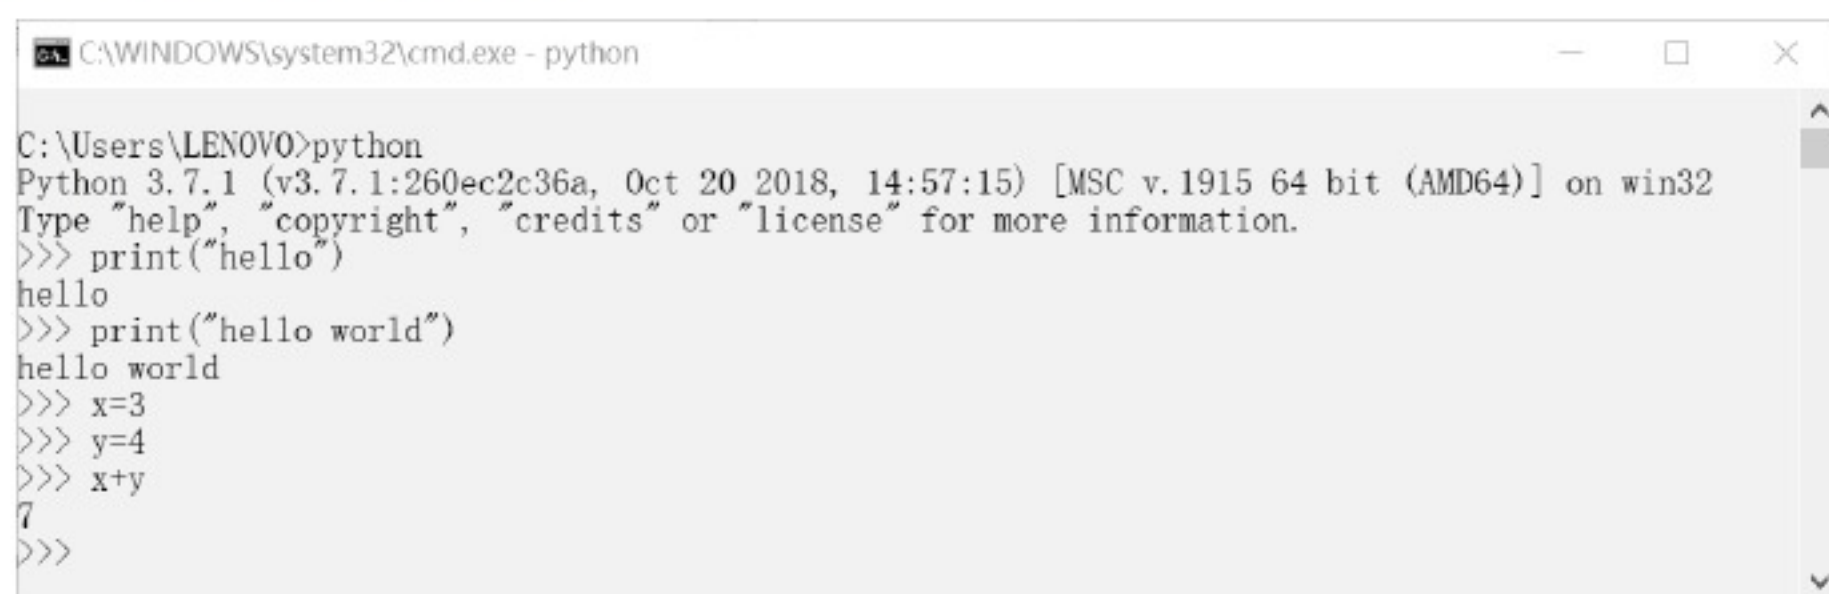 C:\WINDOWS\system32\cmd.exe - python
C:\Users\LENOVO>python
Python 3.7.1 (v3.7.1:260ec2c36a, Oct 20 2018, 14:57:15) [MSC v.1915 64 bit (AMD64)] on win32
Type "help", "copyright", "credits" or "license" for more information.
>>> print("hello")
hello
>>> print("hello world")
hello world
>>> x=3
>>> y=4
>>> x+y
7
>>>